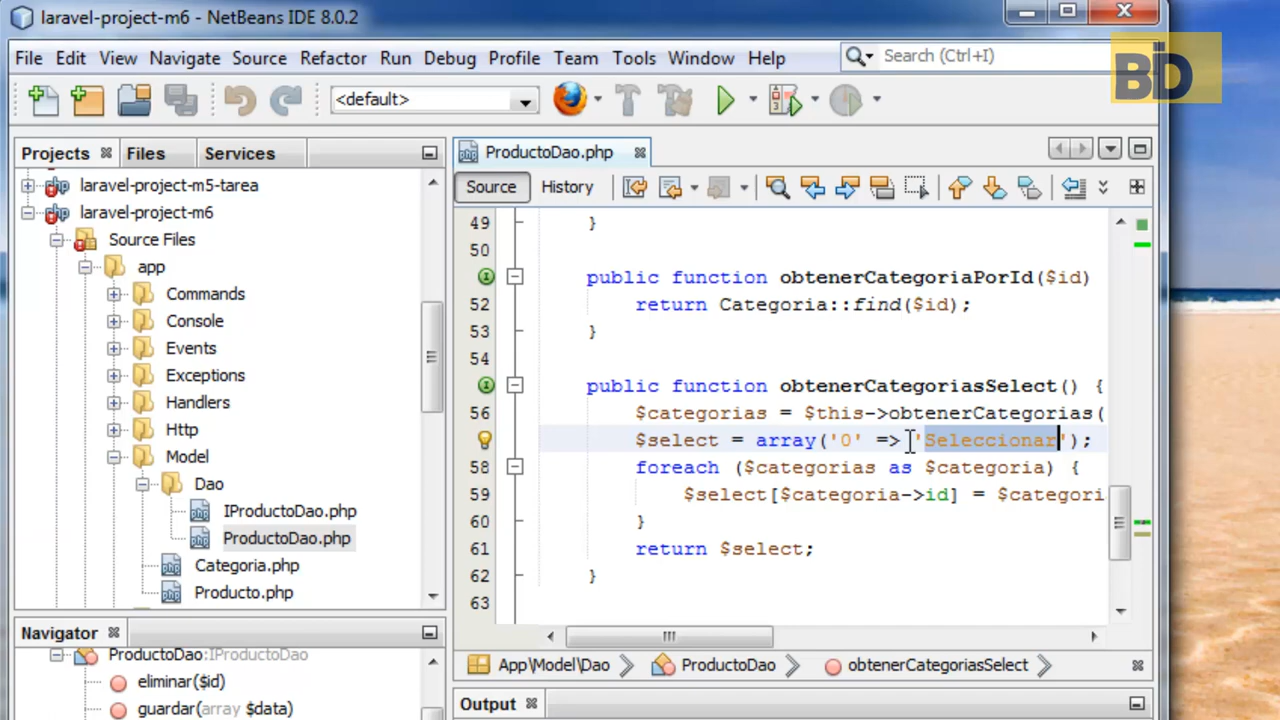 laravel-project-m6 - NetBeans IDE 8.0.2
File Edit View Navigate Source Refactor Run Debug Profile Team Tools Window Help
Search (Ctrl+I)
BD
<default>
Projects Files Services
laravel-project-m5-tarea
laravel-project-m6
Source Files
app
Commands
Console
Events
Exceptions
Handlers
Http
Model
Dao
IProductoDao.php
ProductoDao.php
Categoria.php
Producto.php
Navigator
ProductoDao:IProductoDao
eliminar($id)
guardar(array $data)
ProductoDao.php
Source History
49 }
50
public function obtenerCategoriaPorId($id)
52 return Categoria::find($id);
53 }
54
public function obtenerCategoriasSelect() {
56 $categorias = $this->obtenerCategorias(
$select = array('0' => 'Seleccionar');
58 foreach ($categorias as $categoria) {
59 $select[$categoria->id] = $categori
60 }
61 return $select;
62 }
63
App\Model\Dao ProductoDao obtenerCategoriasSelect
Output